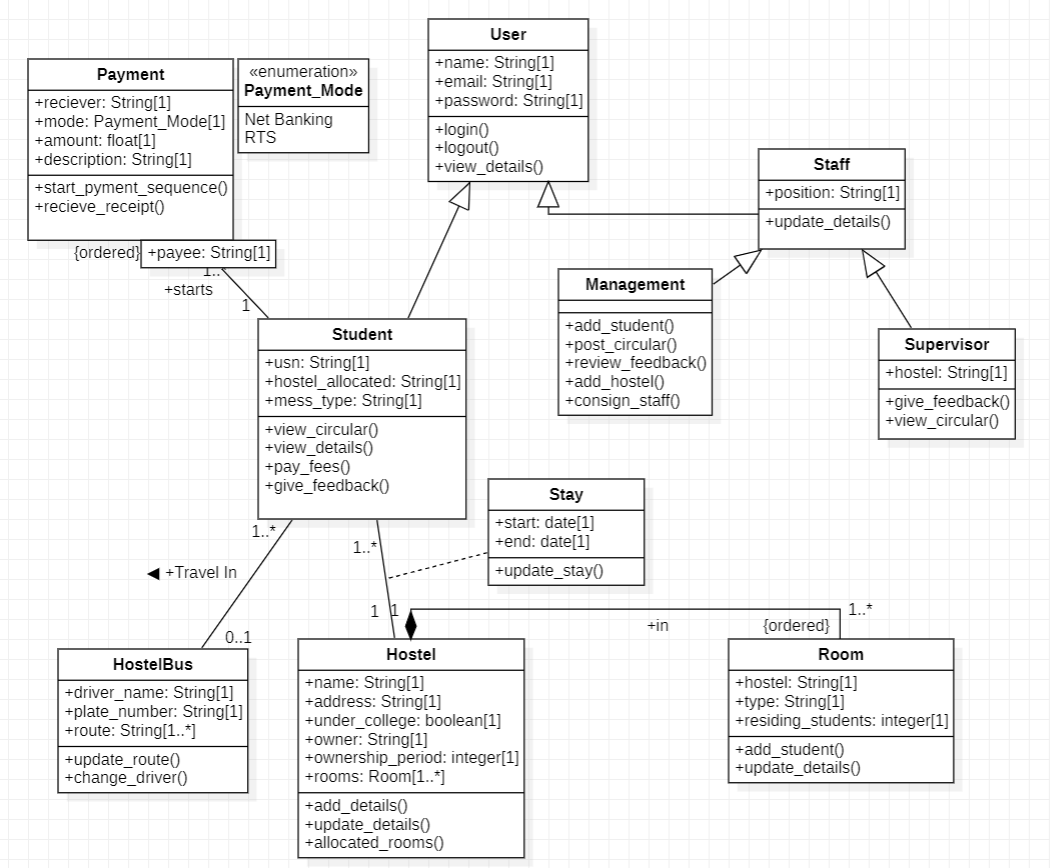 User
+name: String[1]
+email: String[1]
+password: String[1]
+login()
+logout()
+view_details()
Payment
+reciever: String[1]
+mode: Payment_Mode[1]
+amount: float[1]
+description: String[1]
+start_pyment_sequence()
+recieve_receipt()
«enumeration»
Payment_Mode
Net Banking
RTS
{ordered}
+payee: String[1]
1..
+starts
1
Staff
+position: String[1]
+update_details()
Management
+add_student()
+post_circular()
+review_feedback()
+add_hostel()
+consign_staff()
Supervisor
+hostel: String[1]
+give_feedback()
+view_circular()
Student
+usn: String[1]
+hostel_allocated: String[1]
+mess_type: String[1]
+view_circular()
+view_details()
+pay_fees()
+give_feedback()
Stay
+start: date[1]
+end: date[1]
+update_stay()
1..*
1..*
+Travel In
0..1
1
1
+in
{ordered}
1..*
HostelBus
+driver_name: String[1]
+plate_number: String[1]
+route: String[1..*]
+update_route()
+change_driver()
Hostel
+name: String[1]
+address: String[1]
+under_college: boolean[1]
+owner: String[1]
+ownership_period: integer[1]
+rooms: Room[1..*]
+add_details()
+update_details()
+allocated_rooms()
Room
+hostel: String[1]
+type: String[1]
+residing_students: integer[1]
+add_student()
+update_details()